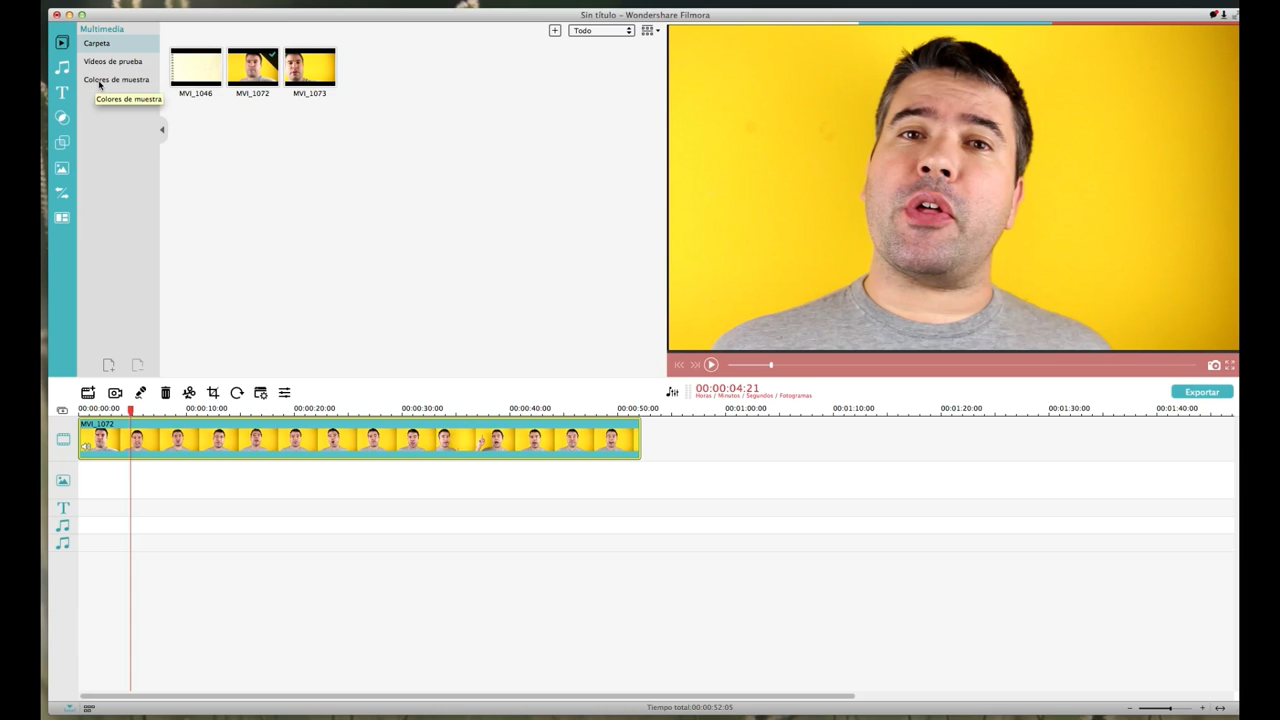 Sin título – Wondershare Filmora
Multimedia
Carpeta
Vídeos de prueba
Colores de muestra
Colores de muestra
Todo
MVI_1046
MVI_1072
MVI_1073
00:00:04:21
Horas / Minutos / Segundos / Fotogramas
Exportar
00:00:00:00
00:00:10:00
00:00:20:00
00:00:30:00
00:00:40:00
00:00:50:00
00:01:00:00
00:01:10:00
00:01:20:00
00:01:30:00
00:01:40:00
MVI_1072
Tiempo total:00:00:52:05